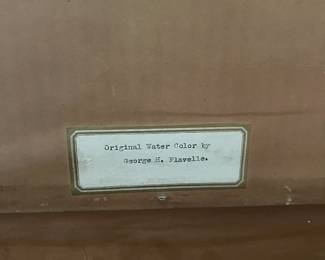 Original Water Color by
George H. Flavelle.